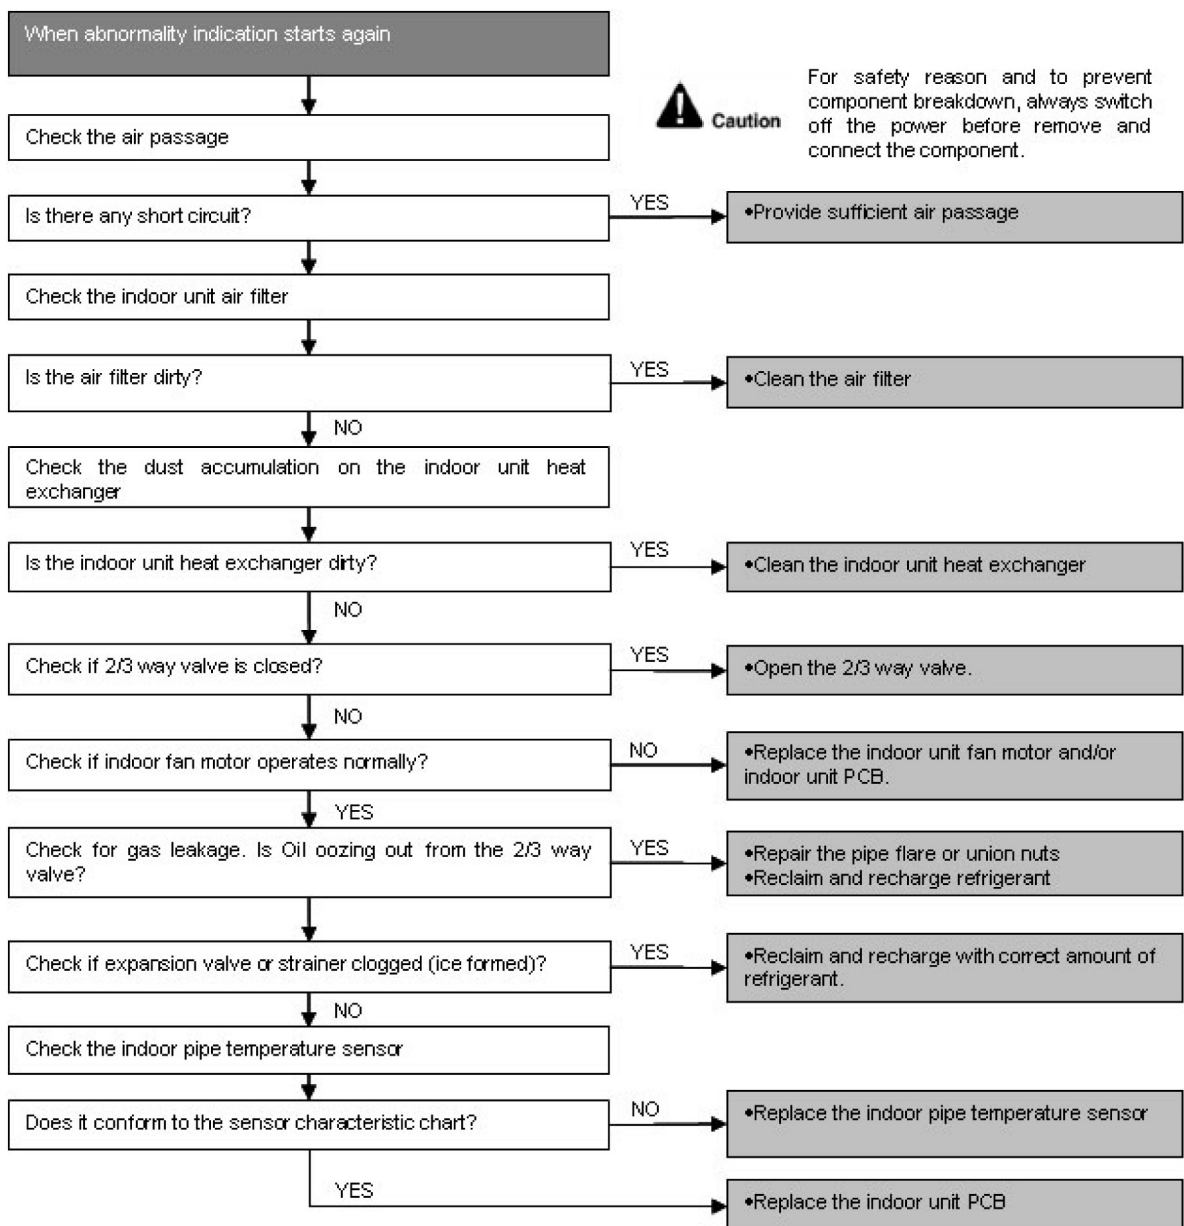 When abnormality indication starts again
Caution
For safety reason and to prevent
component breakdown, always switch
off the power before remove and
connect the component.
Check the air passage
Is there any short circuit?
YES
•Provide sufficient air passage
Check the indoor unit air filter
Is the air filter dirty?
YES
•Clean the air filter
NO
Check the dust accumulation on the indoor unit heat
exchanger
Is the indoor unit heat exchanger dirty?
YES
•Clean the indoor unit heat exchanger
NO
Check if 2/3 way valve is closed?
YES
•Open the 2/3 way valve.
NO
Check if indoor fan motor operates normally?
NO
•Replace the indoor unit fan motor and/or
indoor unit PCB.
YES
Check for gas leakage. Is Oil oozing out from the 2/3 way
valve?
YES
•Repair the pipe flare or union nuts
•Reclaim and recharge refrigerant
Check if expansion valve or strainer clogged (ice formed)?
YES
•Reclaim and recharge with correct amount of
refrigerant.
NO
Check the indoor pipe temperature sensor
Does it conform to the sensor characteristic chart?
NO
•Replace the indoor pipe temperature sensor
YES
•Replace the indoor unit PCB